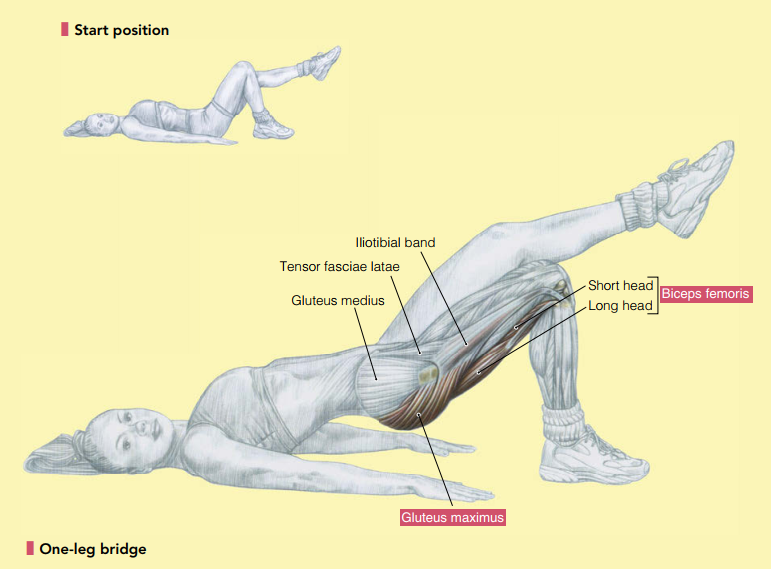 Start position
Iliotibial band
Tensor fasciae latae
Gluteus medius
Short head
Long head
Biceps femoris
Gluteus maximus
One-leg bridge